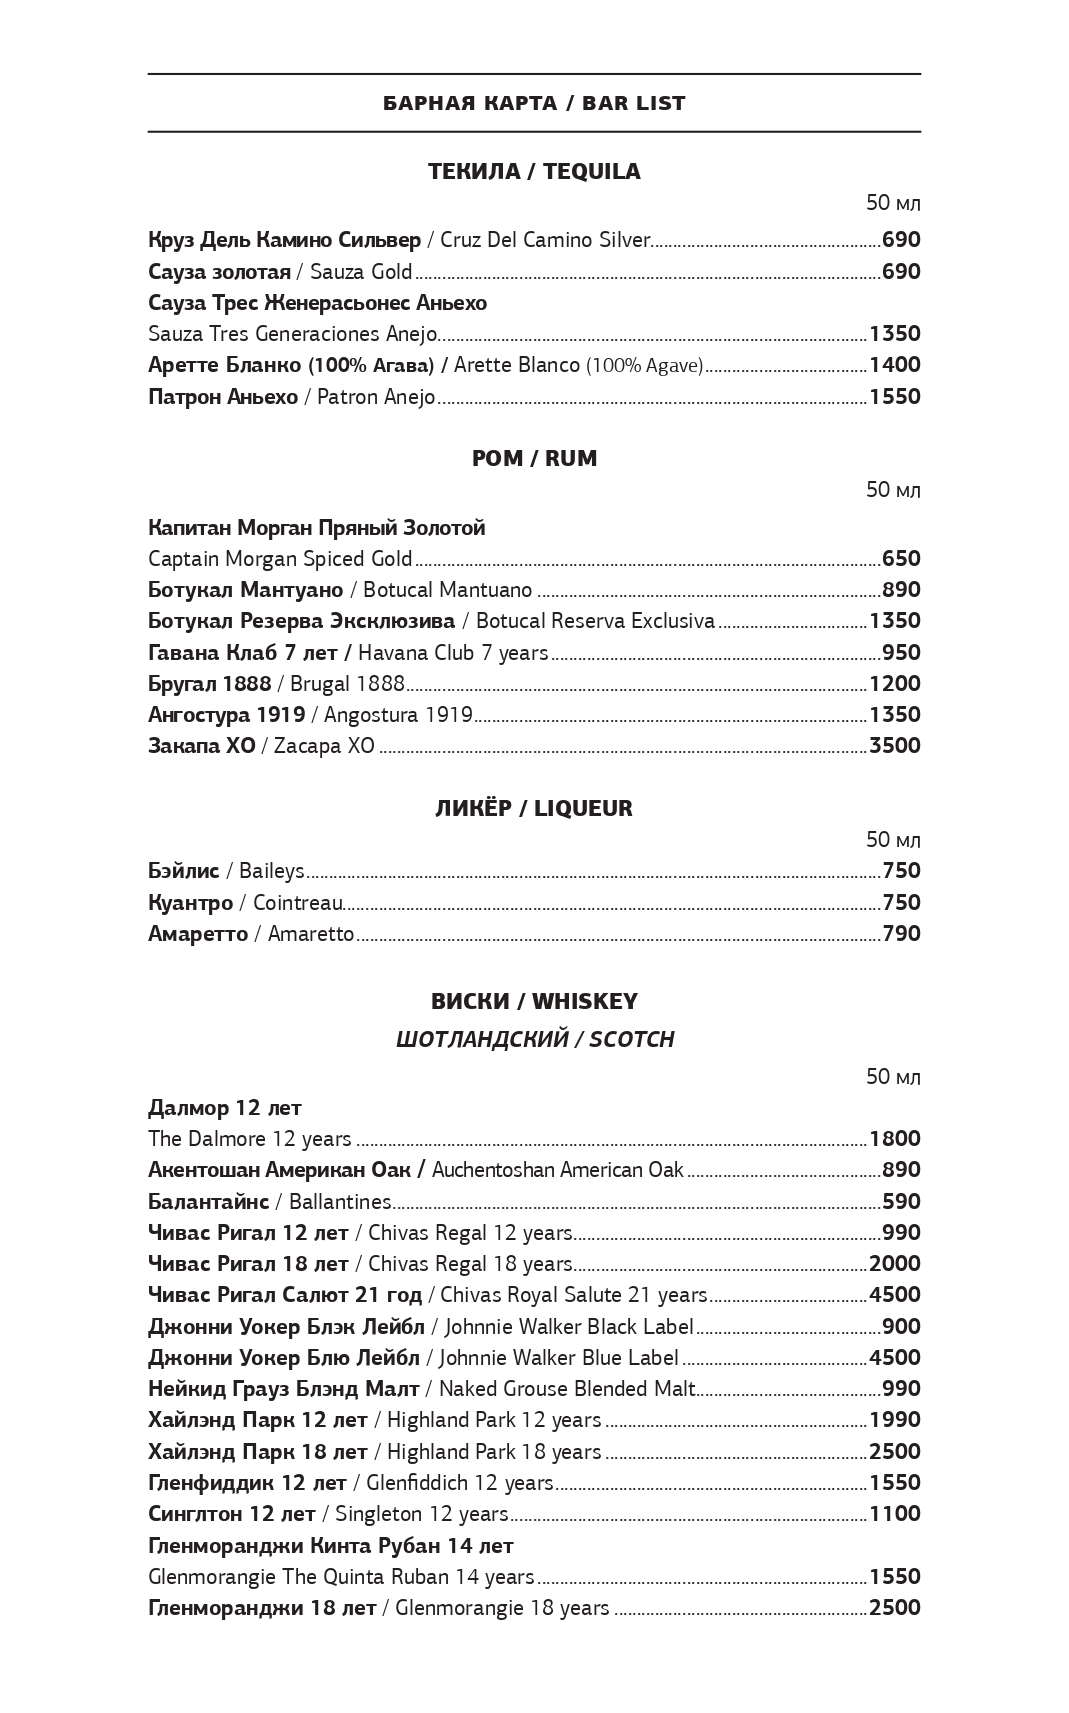 БАРНАЯ КАРТА / BAR LIST
ТЕКИЛА / TEQUILA
50 мл
Круз Дель Камино Сильвер / Cruz Del Camino Silver..........690
Сауза золотая / Sauza Gold..........690
Сауза Трес Женерасьонес Аньехо
Sauza Tres Generaciones Anejo..........1350
Аретте Бланко (100% Агава) / Arette Blanco (100% Agave)..........1400
Патрон Аньехо / Patron Anejo..........1550
РОМ / RUM
50 мл
Капитан Морган Пряный Золотой
Captain Morgan Spiced Gold..........650
Ботукал Мантуано / Botucal Mantuano..........890
Ботукал Резерва Эксклюзива / Botucal Reserva Exclusiva..........1350
Гавана Клаб 7 лет / Havana Club 7 years..........950
Бругал 1888 / Brugal 1888..........1200
Ангостура 1919 / Angostura 1919..........1350
Закапа XO / Zacapa XO..........3500
ЛИКЁР / LIQUEUR
50 мл
Бэйлис / Baileys..........750
Куантро / Cointreau..........750
Амаретто / Amaretto..........790
ВИСКИ / WHISKEY
ШОТЛАНДСКИЙ / SCOTCH
50 мл
Далмор 12 лет
The Dalmore 12 years..........1800
Акентошан Американ Оак / Auchentoshan American Oak..........890
Балантайнс / Ballantines..........590
Чивас Ригал 12 лет / Chivas Regal 12 years..........990
Чивас Ригал 18 лет / Chivas Regal 18 years..........2000
Чивас Ригал Салют 21 год / Chivas Royal Salute 21 years..........4500
Джонни Уокер Блэк Лейбл / Johnnie Walker Black Label..........900
Джонни Уокер Блю Лейбл / Johnnie Walker Blue Label..........4500
Нейкид Грауз Блэнд Малт / Naked Grouse Blended Malt..........990
Хайлэнд Парк 12 лет / Highland Park 12 years..........1990
Хайлэнд Парк 18 лет / Highland Park 18 years..........2500
Гленфиддик 12 лет / Glenfiddich 12 years..........1550
Синглтон 12 лет / Singleton 12 years..........1100
Гленморанджи Кинта Рубан 14 лет
Glenmorangie The Quinta Ruban 14 years..........1550
Гленморанджи 18 лет / Glenmorangie 18 years..........2500